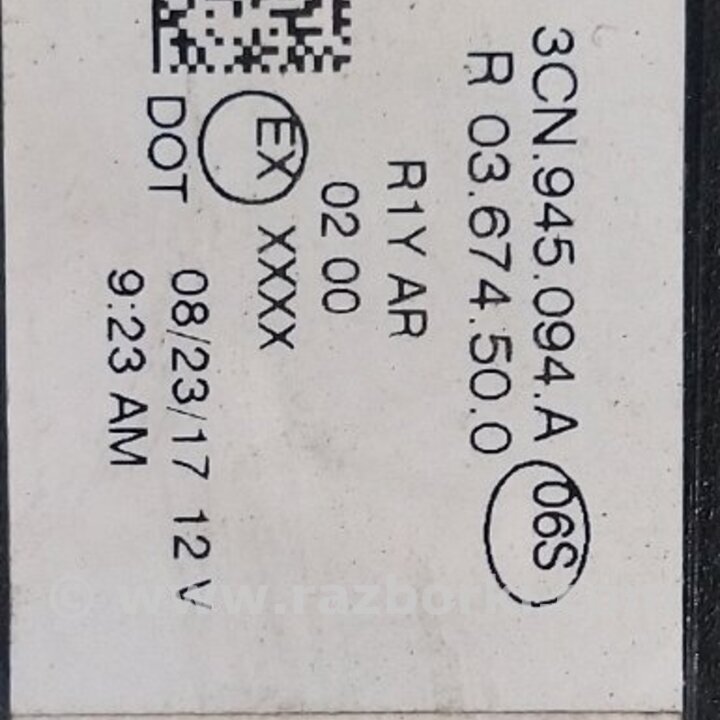 3CN.945.094.A 06S
R 03.674.50.0
R1Y AR
02 00
EX XXXX
DOT 08/23/17 12 V
9:23 AM